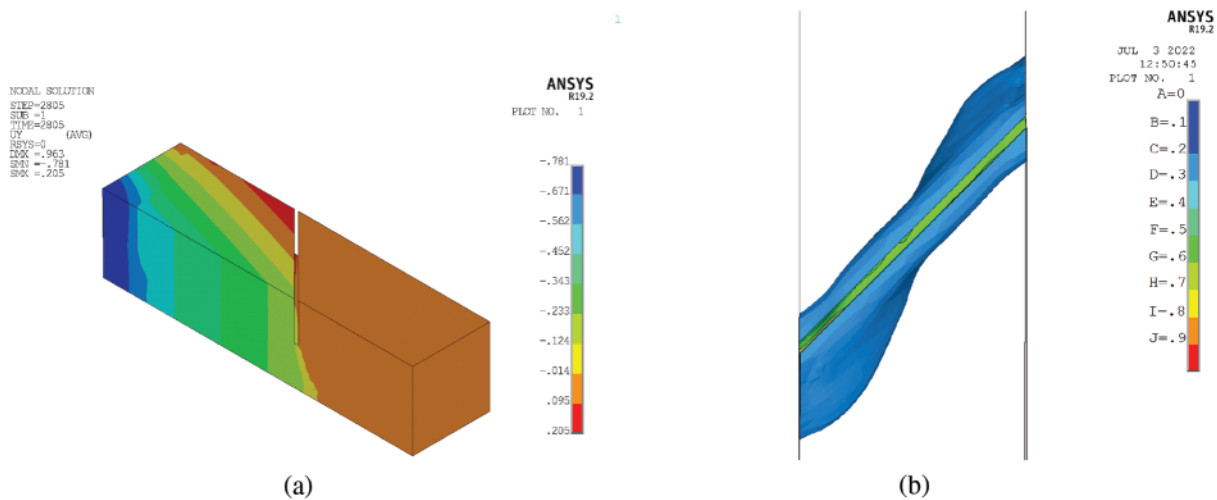 1
NODAL SOLUTION
STEP=2805
SUB =1
TIME=2805
UY (AVG)
RSYS=0
DMX =.963
SMN =-.781
SMX =.205
ANSYS
R19.2
PLOT NO. 1
-.781
-.671
-.562
-.452
-.343
-.233
-.124
-.014
.095
.205
(a)
ANSYS
R19.2
JUL 3 2022
12:50:45
PLOT NO. 1
A=0
B=.1
C=.2
D=.3
E=.4
F=.5
G=.6
H=.7
I=.8
J=.9
(b)